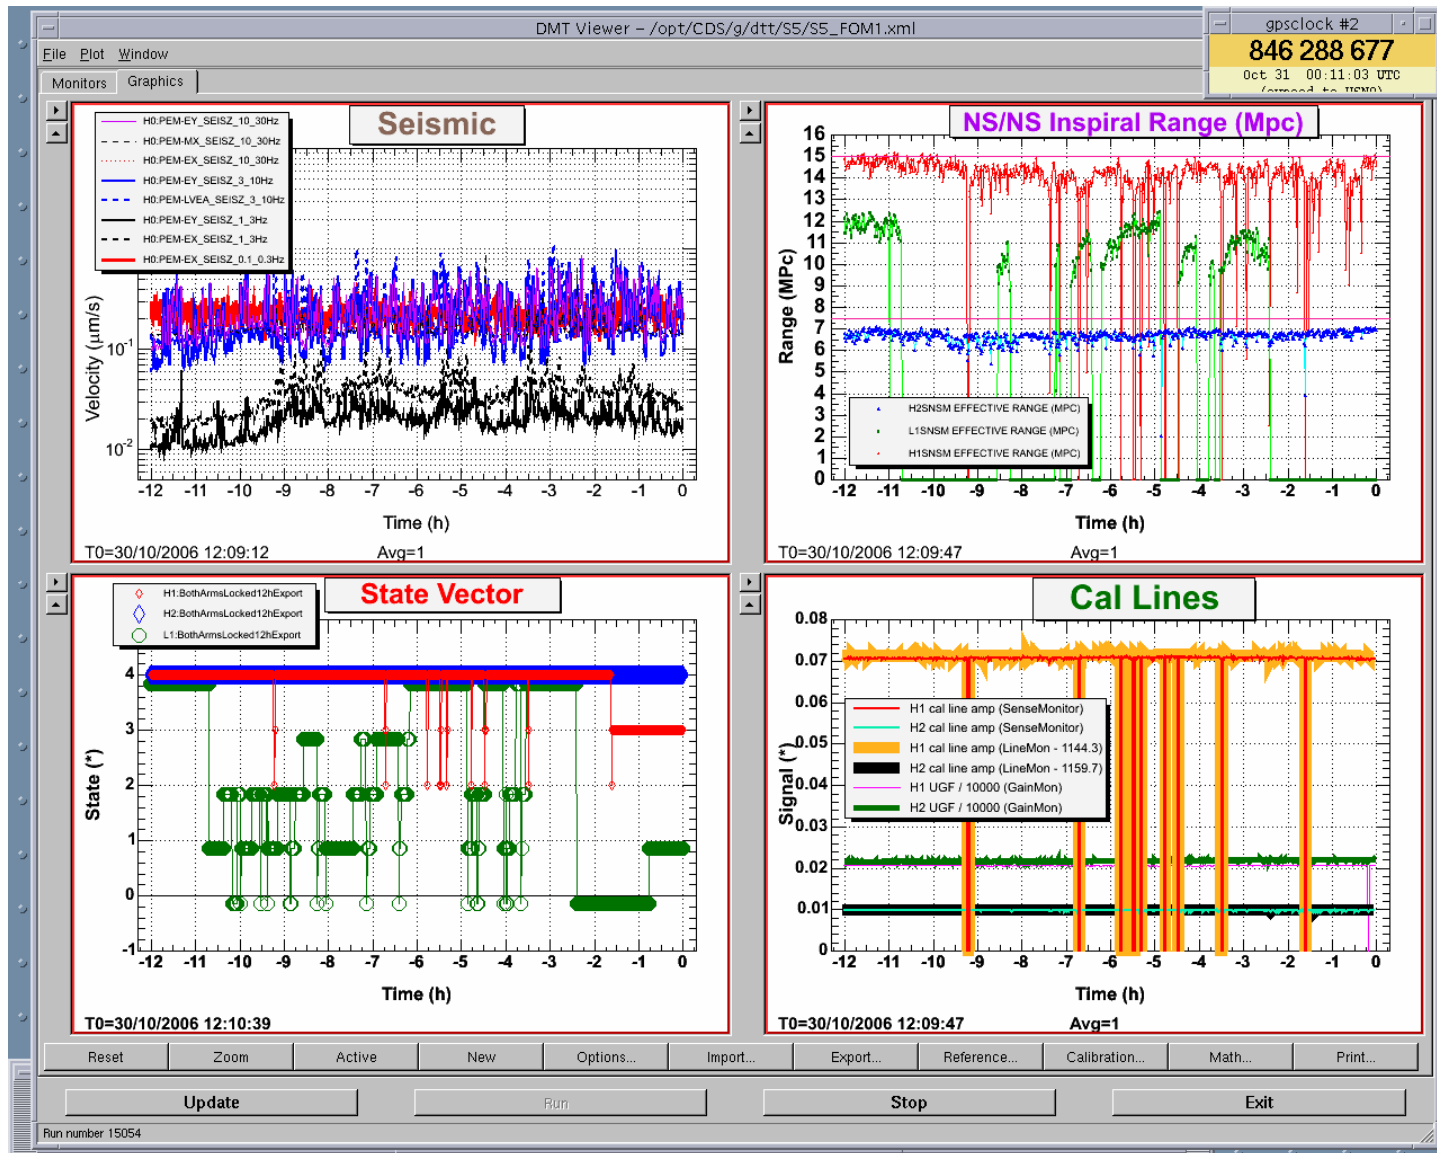 DMT Viewer – /opt/CDS/g/dtt/S5/S5_FOM1.xml
gpsclock #2
846 288 677
Oct 31 00:11:03 UTC
File Plot Window
Monitors Graphics
Seismic
H0:PEM-EY_SEISZ_10_30Hz
H0:PEM-MX_SEISZ_10_30Hz
H0:PEM-EX_SEISZ_10_30Hz
H0:PEM-EY_SEISZ_3_10Hz
H0:PEM-LVEA_SEISZ_3_10Hz
H0:PEM-EY_SEISZ_1_3Hz
H0:PEM-EX_SEISZ_1_3Hz
H0:PEM-EX_SEISZ_0.1_0.3Hz
Velocity (μm/s)
10-1
10-2
-12 -11 -10 -9 -8 -7 -6 -5 -4 -3 -2 -1 0
Time (h)
T0=30/10/2006 12:09:12 Avg=1
NS/NS Inspiral Range (Mpc)
Range (MPc)
16
15
14
13
12
11
10
9
8
7
6
5
4
3
2
1
0
H2SNSM EFFECTIVE RANGE (MPC)
L1SNSM EFFECTIVE RANGE (MPC)
H1SNSM EFFECTIVE RANGE (MPC)
-12 -11 -10 -9 -8 -7 -6 -5 -4 -3 -2 -1 0
Time (h)
T0=30/10/2006 12:09:47 Avg=1
State Vector
H1:BothArmsLocked12hExport
H2:BothArmsLocked12hExport
L1:BothArmsLocked12hExport
State (*)
4
3
2
1
0
-1
-12 -11 -10 -9 -8 -7 -6 -5 -4 -3 -2 -1 0
Time (h)
T0=30/10/2006 12:10:39
Cal Lines
Signal (*)
0.08
0.07
0.06
0.05
0.04
0.03
0.02
0.01
0
H1 cal line amp (SenseMonitor)
H2 cal line amp (SenseMonitor)
H1 cal line amp (LineMon - 1144.3)
H2 cal line amp (LineMon - 1159.7)
H1 UGF / 10000 (GainMon)
H2 UGF / 10000 (GainMon)
-12 -11 -10 -9 -8 -7 -6 -5 -4 -3 -2 -1 0
Time (h)
T0=30/10/2006 12:09:47 Avg=1
Reset Zoom Active New Options... Import... Export... Reference... Calibration... Math... Print...
Update Run Stop Exit
Run number 15054